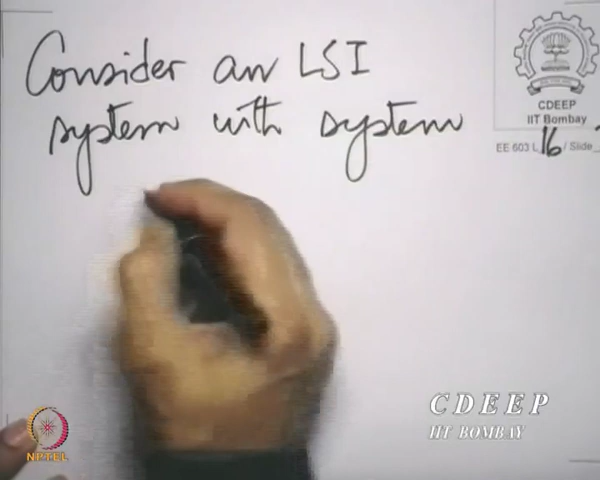 Consider an LSI
system with system
CDEEP
IIT Bombay
EE 603 L 16 / Slide
CDEEP
IIT BOMBAY
NPTEL